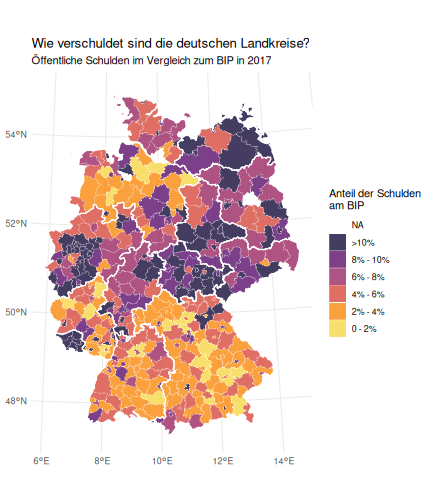 Wie verschuldet sind die deutschen Landkreise?
Öffentliche Schulden im Vergleich zum BIP in 2017
54°N
52°N
50°N
48°N
6°E
8°E
10°E
12°E
14°E
Anteil der Schulden
am BIP
NA
>10%
8% - 10%
6% - 8%
4% - 6%
2% - 4%
0 - 2%